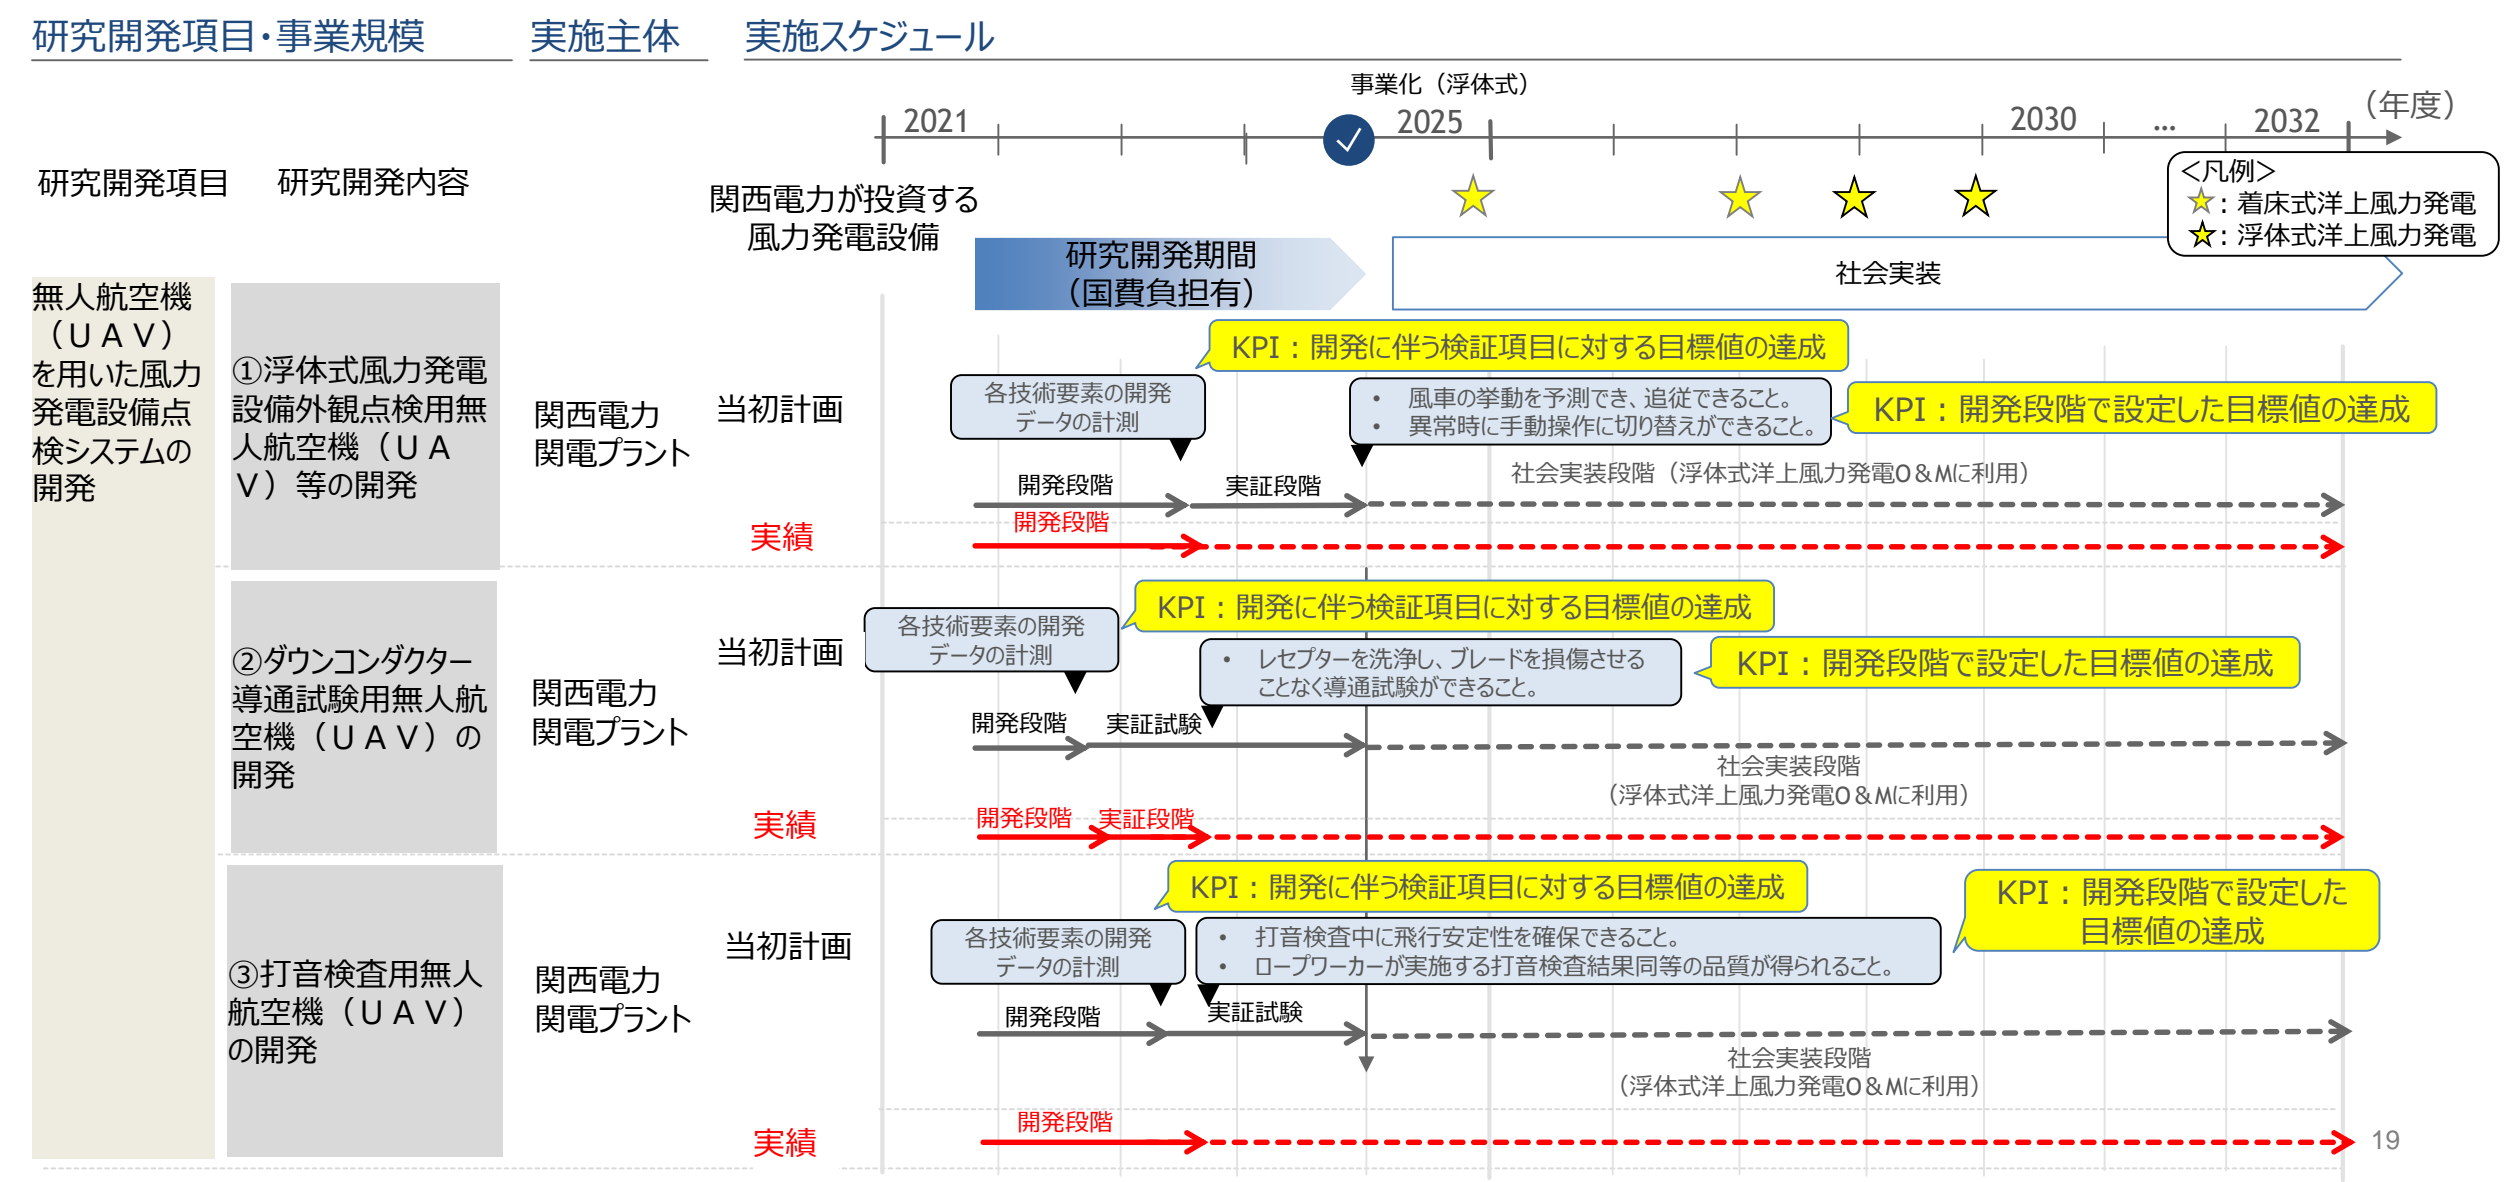 研究開発項目・事業規模
実施主体
実施スケジュール
事業化（浮体式）
2021
2025
2030
…
2032
（年度）
研究開発項目
研究開発内容
関西電力が投資する
風力発電設備
＜凡例＞
：着床式洋上風力発電
：浮体式洋上風力発電
研究開発期間
（国費負担有）
社会実装
無人航空機
（ＵＡＶ）
を用いた風力
発電設備点
検システムの
開発
①浮体式風力発電
設備外観点検用無
人航空機（ＵＡ
Ｖ）等の開発
関西電力
関電プラント
当初計画
KPI：開発に伴う検証項目に対する目標値の達成
各技術要素の開発
データの計測
• 風車の挙動を予測でき、追従できること。
• 異常時に手動操作に切り替えができること。
KPI：開発段階で設定した目標値の達成
開発段階
実証段階
社会実装段階（浮体式洋上風力発電O＆Mに利用）
実績
開発段階
②ダウンコンダクター
導通試験用無人航
空機（ＵＡＶ）の
開発
関西電力
関電プラント
当初計画
KPI：開発に伴う検証項目に対する目標値の達成
各技術要素の開発
データの計測
• レセプターを洗浄し、ブレードを損傷させる
ことなく導通試験ができること。
KPI：開発段階で設定した目標値の達成
開発段階
実証試験
社会実装段階
（浮体式洋上風力発電O＆Mに利用）
実績
開発段階
実証段階
③打音検査用無人
航空機（ＵＡＶ）
の開発
関西電力
関電プラント
当初計画
KPI：開発に伴う検証項目に対する目標値の達成
各技術要素の開発
データの計測
• 打音検査中に飛行安定性を確保できること。
• ロープワーカーが実施する打音検査結果同等の品質が得られること。
KPI：開発段階で設定した
目標値の達成
開発段階
実証試験
社会実装段階
（浮体式洋上風力発電O＆Mに利用）
実績
開発段階
19